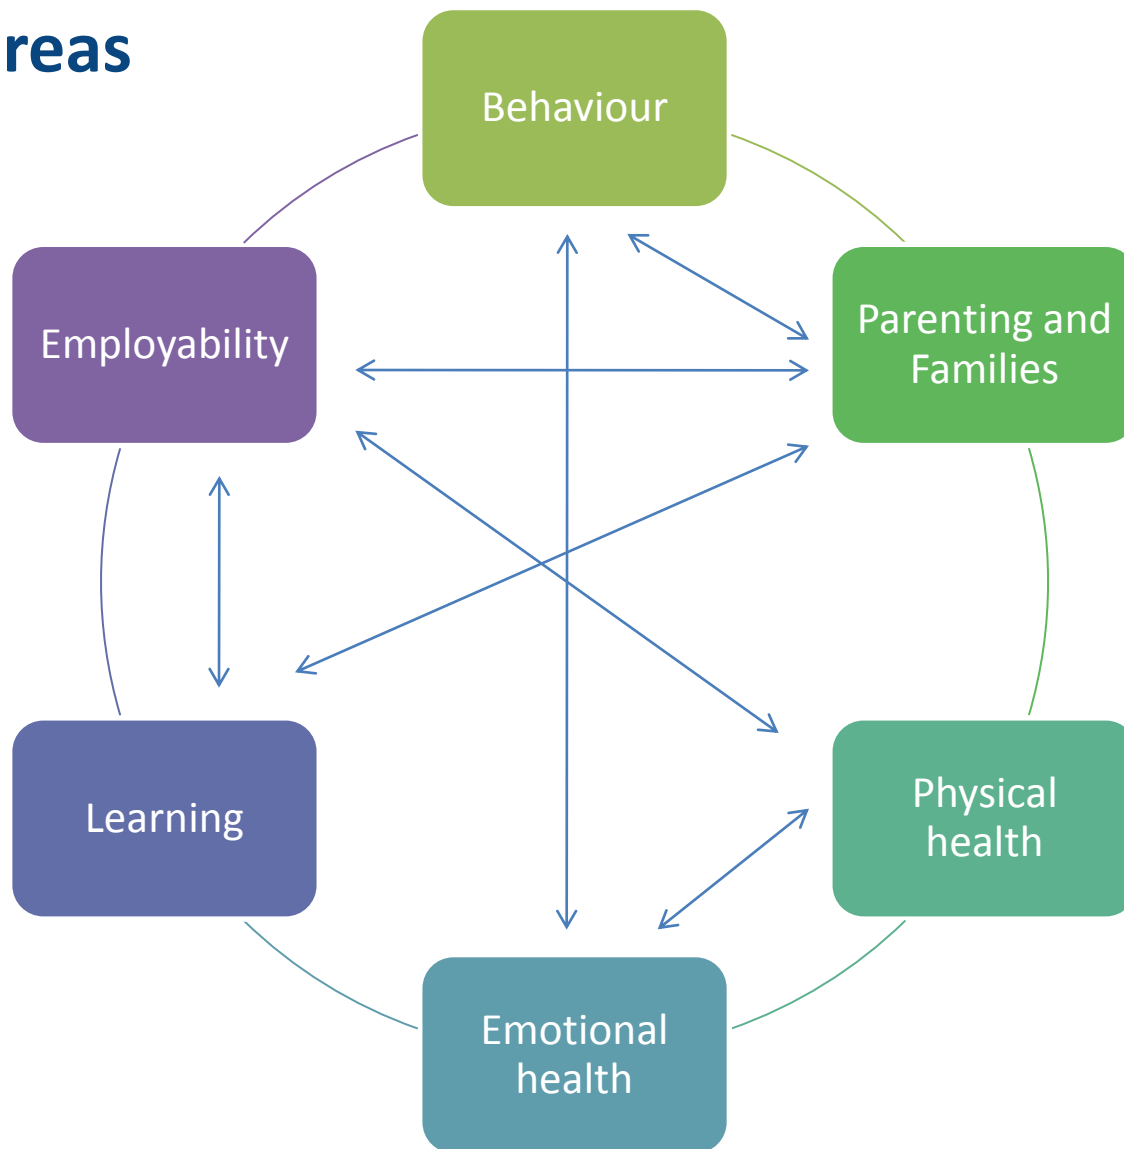 reas
Behaviour
Employability
Parenting and
Families
Learning
Physical
health
Emotional
health